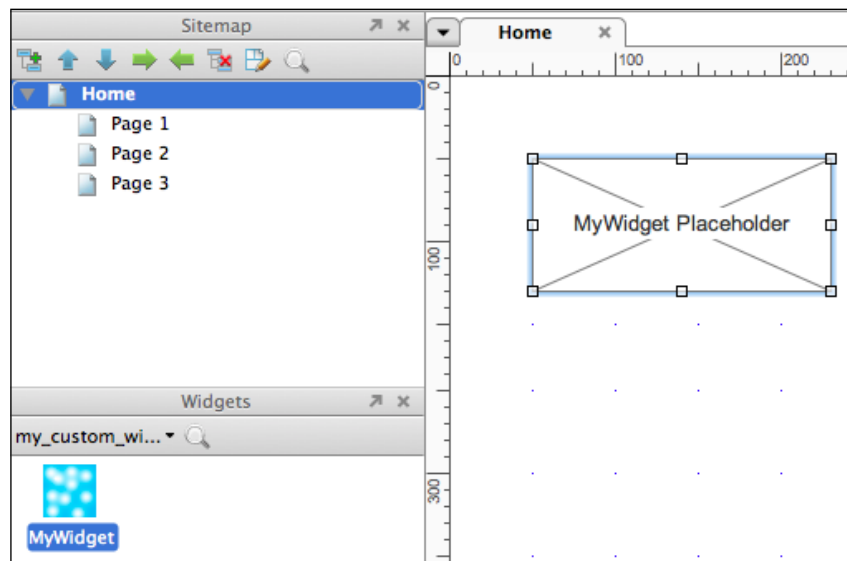 Sitemap
Home
Page 1
Page 2
Page 3
Widgets
my_custom_wi...
MyWidget
Home
0 100 200
0
100
300
MyWidget Placeholder